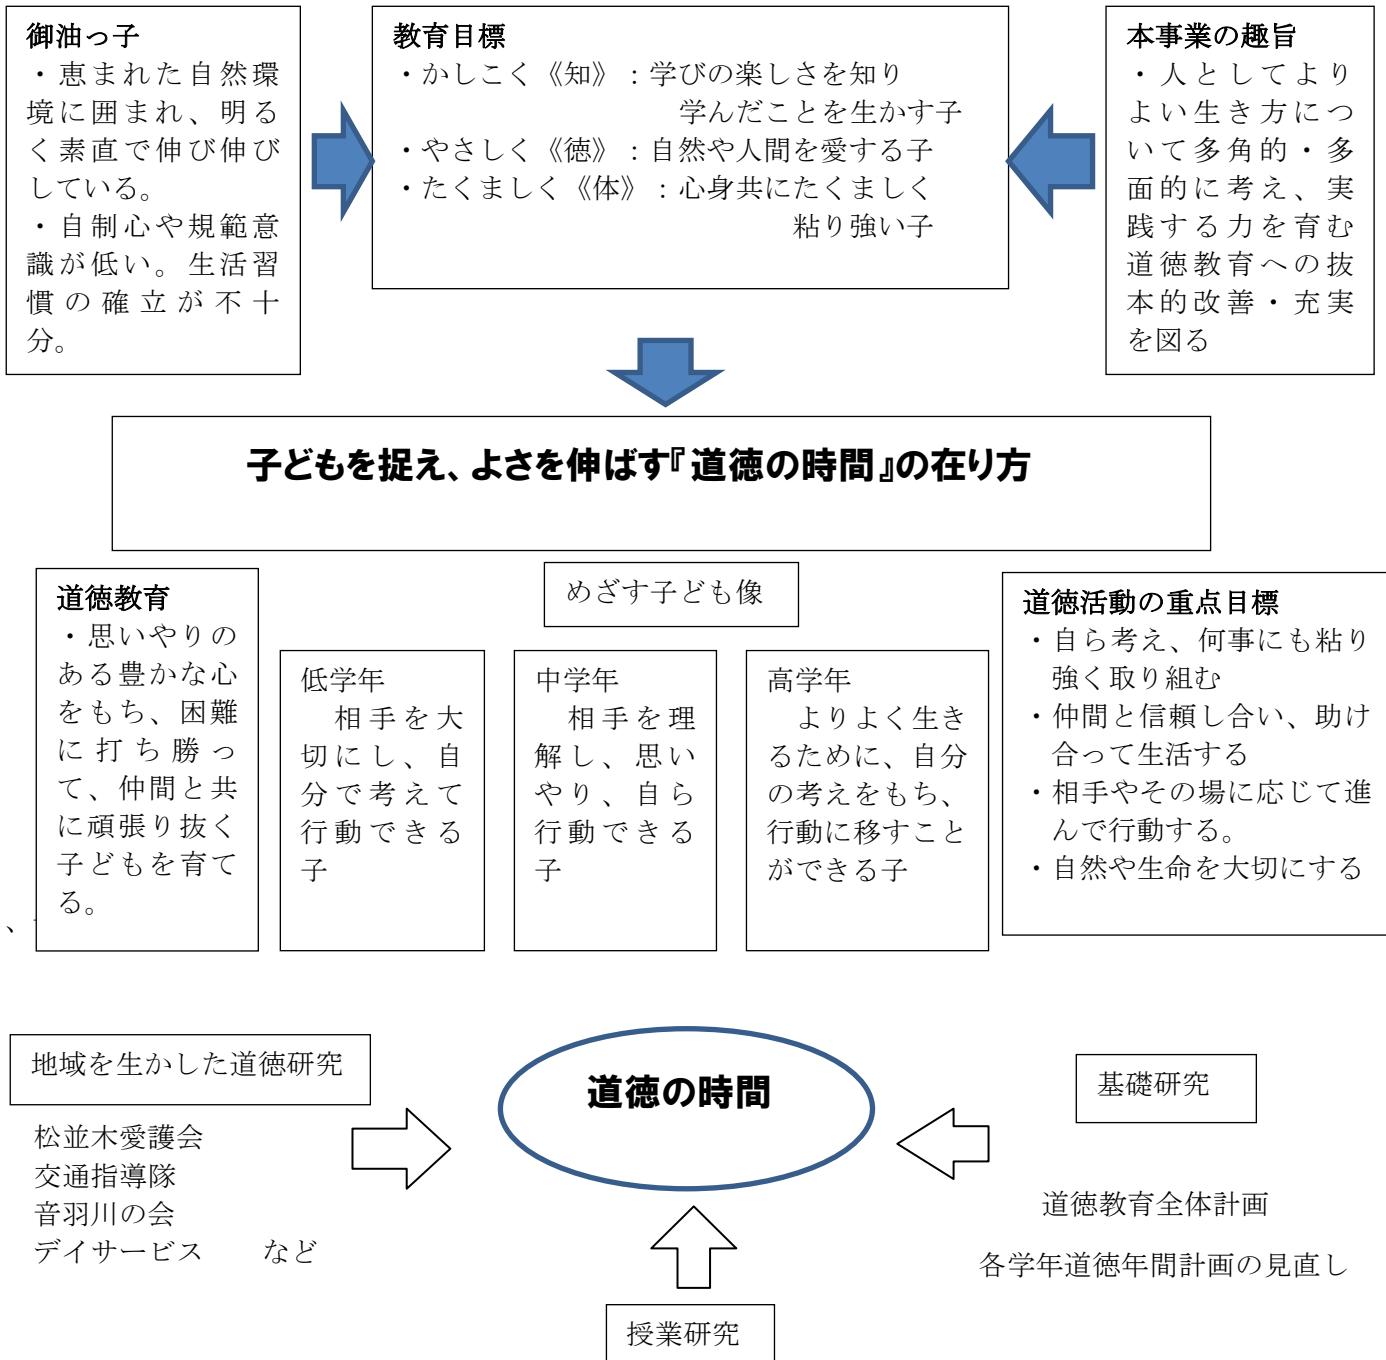 御油っ子
・恵まれた自然環
境に囲まれ、明る
く素直で伸び伸び
している。
・自制心や規範意
識が低い。生活習
慣の確立が不十
分。
教育目標
・かしこく《知》：学びの楽しさを知り
学んだことを生かす子
・やさしく《徳》：自然や人間を愛する子
・たくましく《体》：心身共にたくましく
粘り強い子
本事業の趣旨
・人としてより
よい生き方につ
いて多角的・多
面的に考え、実
践する力を育む
道徳教育への抜
本的改善・充実
を図る
子どもを捉え、よさを伸ばす『道徳の時間』の在り方
道徳教育
・思いやりの
ある豊かな心
をもち、困難
に打ち勝っ
て、仲間と共
に頑張り抜く
子どもを育て
る。
、
めざす子ども像
低学年
相手を大
切にし、自
分で考えて
行動できる
子
中学年
相手を理
解し、思い
やり、自ら
行動できる
子
高学年
よりよく生き
るために、自分
の考えをもち、
行動に移すこと
ができる子
道徳活動の重点目標
・自ら考え、何事にも粘り
強く取り組む
・仲間と信頼し合い、助け
合って生活する
・相手やその場に応じて進
んで行動する。
・自然や生命を大切にする
地域を生かした道徳研究
松並木愛護会
交通指導隊
音羽川の会
デイサービス　　など
道徳の時間
基礎研究
道徳教育全体計画
各学年道徳年間計画の見直し
授業研究